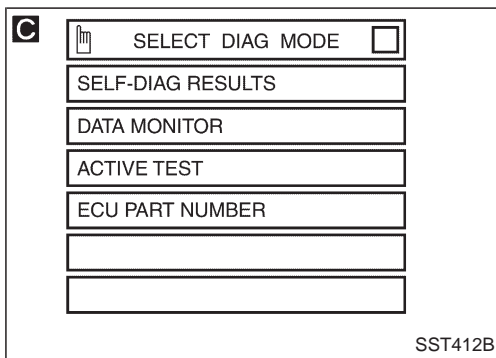 C
SELECT DIAG MODE
SELF-DIAG RESULTS
DATA MONITOR
ACTIVE TEST
ECU PART NUMBER
SST412B